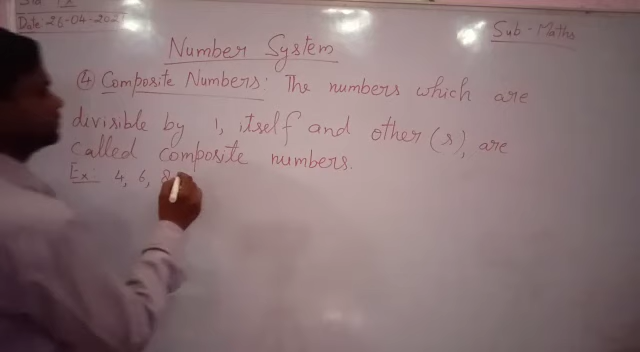 Date 26-04-202
Sub - Maths
Number System
④ Composite Numbers: The numbers which are
divisible by 1, itself and other(s), are
called composite numbers.
Ex: 4, 6, 8